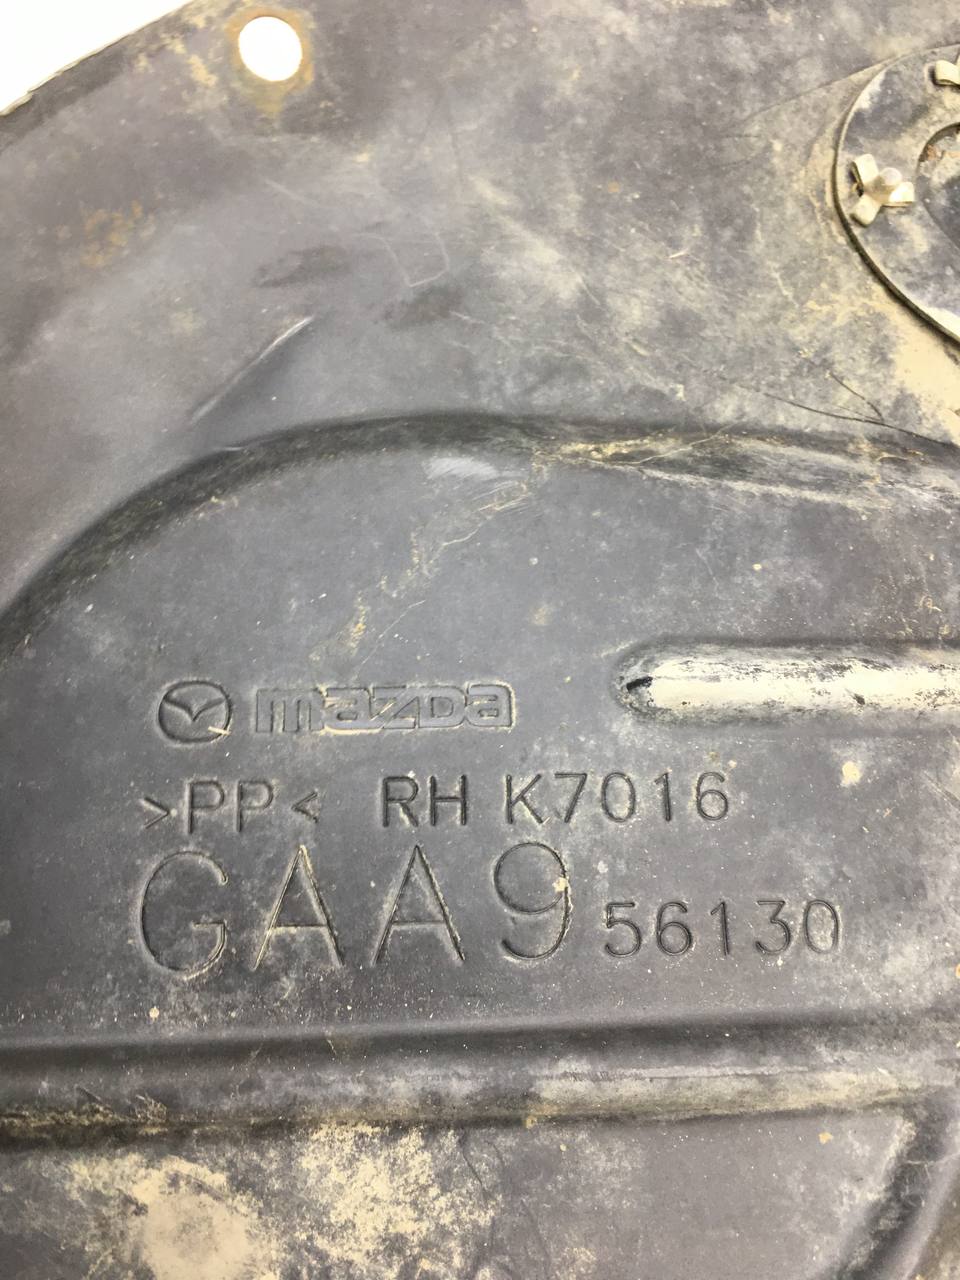 mazda
>PP< RH K7016
GAA9 56130